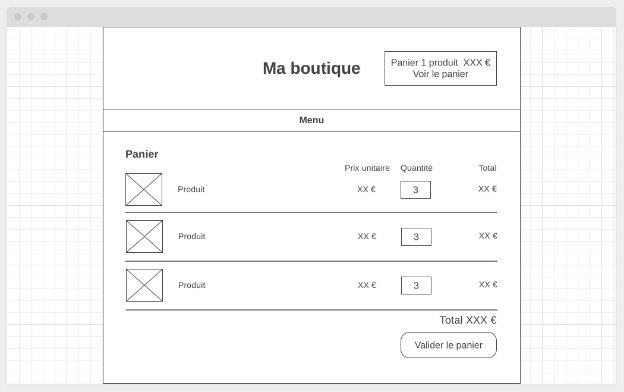 Ma boutique
Panier 1 produit XXX €
Voir le panier
Menu
Panier
Prix unitaire Quantité Total
Produit XX € 3 XX €
Produit XX € 3 XX €
Produit XX € 3 XX €
Total XXX €
Valider le panier